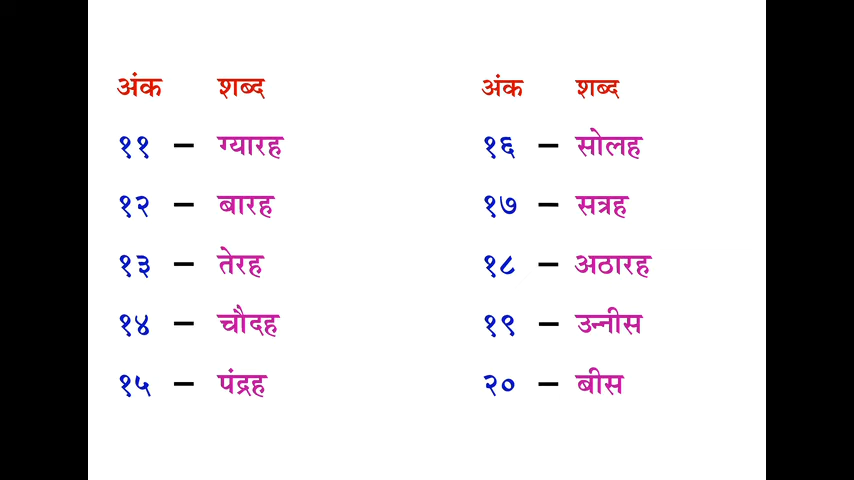 अंक शब्द
११ – ग्यारह
१२ – बारह
१३ – तेरह
१४ – चौदह
१५ – पंद्रह
अंक शब्द
१६ – सोलह
१७ – सत्रह
१८ – अठारह
१९ – उन्नीस
२० – बीस